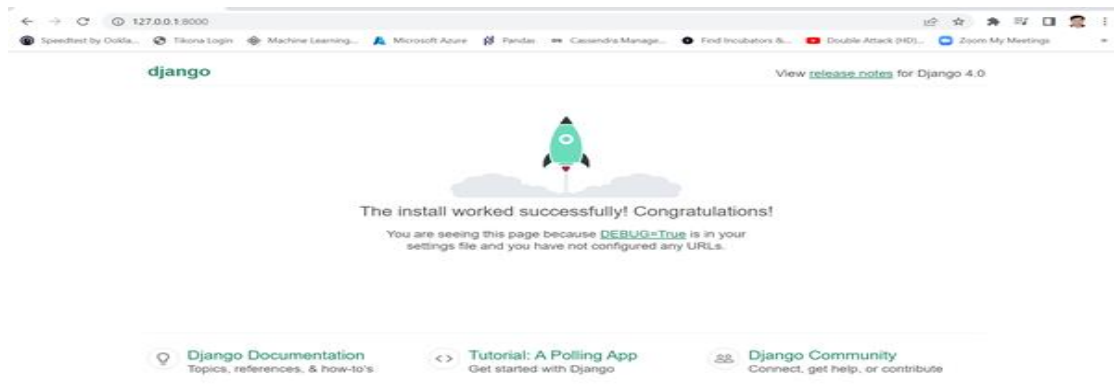 127.0.0.1:8000
Speedtest by Ookla... Tikona Login Machine Learning... Microsoft Azure Pandas Cassendra Manage... Find Incubators &... Double Attack (HD)... Zoom My Meetings »
django
View release notes for Django 4.0
The install worked successfully! Congratulations!
You are seeing this page because DEBUG=True is in your
settings file and you have not configured any URLs.
Django Documentation
Topics, references, & how-to's
Tutorial: A Polling App
Get started with Django
Django Community
Connect, get help, or contribute